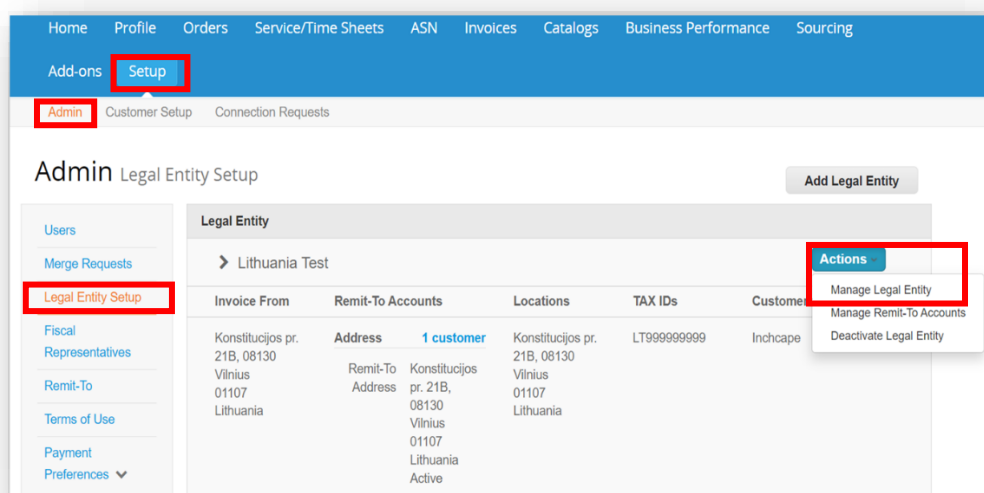 Home Profile Orders Service/Time Sheets ASN Invoices Catalogs Business Performance Sourcing
Add-ons Setup
Admin Customer Setup Connection Requests
Admin Legal Entity Setup
Add Legal Entity
Users
Merge Requests
Legal Entity Setup
Fiscal
Representatives
Remit-To
Terms of Use
Payment
Preferences
Legal Entity
Lithuania Test
Actions
Manage Legal Entity
Manage Remit-To Accounts
Deactivate Legal Entity
Invoice From Remit-To Accounts Locations TAX IDs Customer
Konstitucijos pr.
21B, 08130
Vilnius
01107
Lithuania
Address 1 customer
Remit-To
Address
Konstitucijos
pr. 21B,
08130
Vilnius
01107
Lithuania
Active
Konstitucijos pr.
21B, 08130
Vilnius
01107
Lithuania
LT999999999
Inchcape